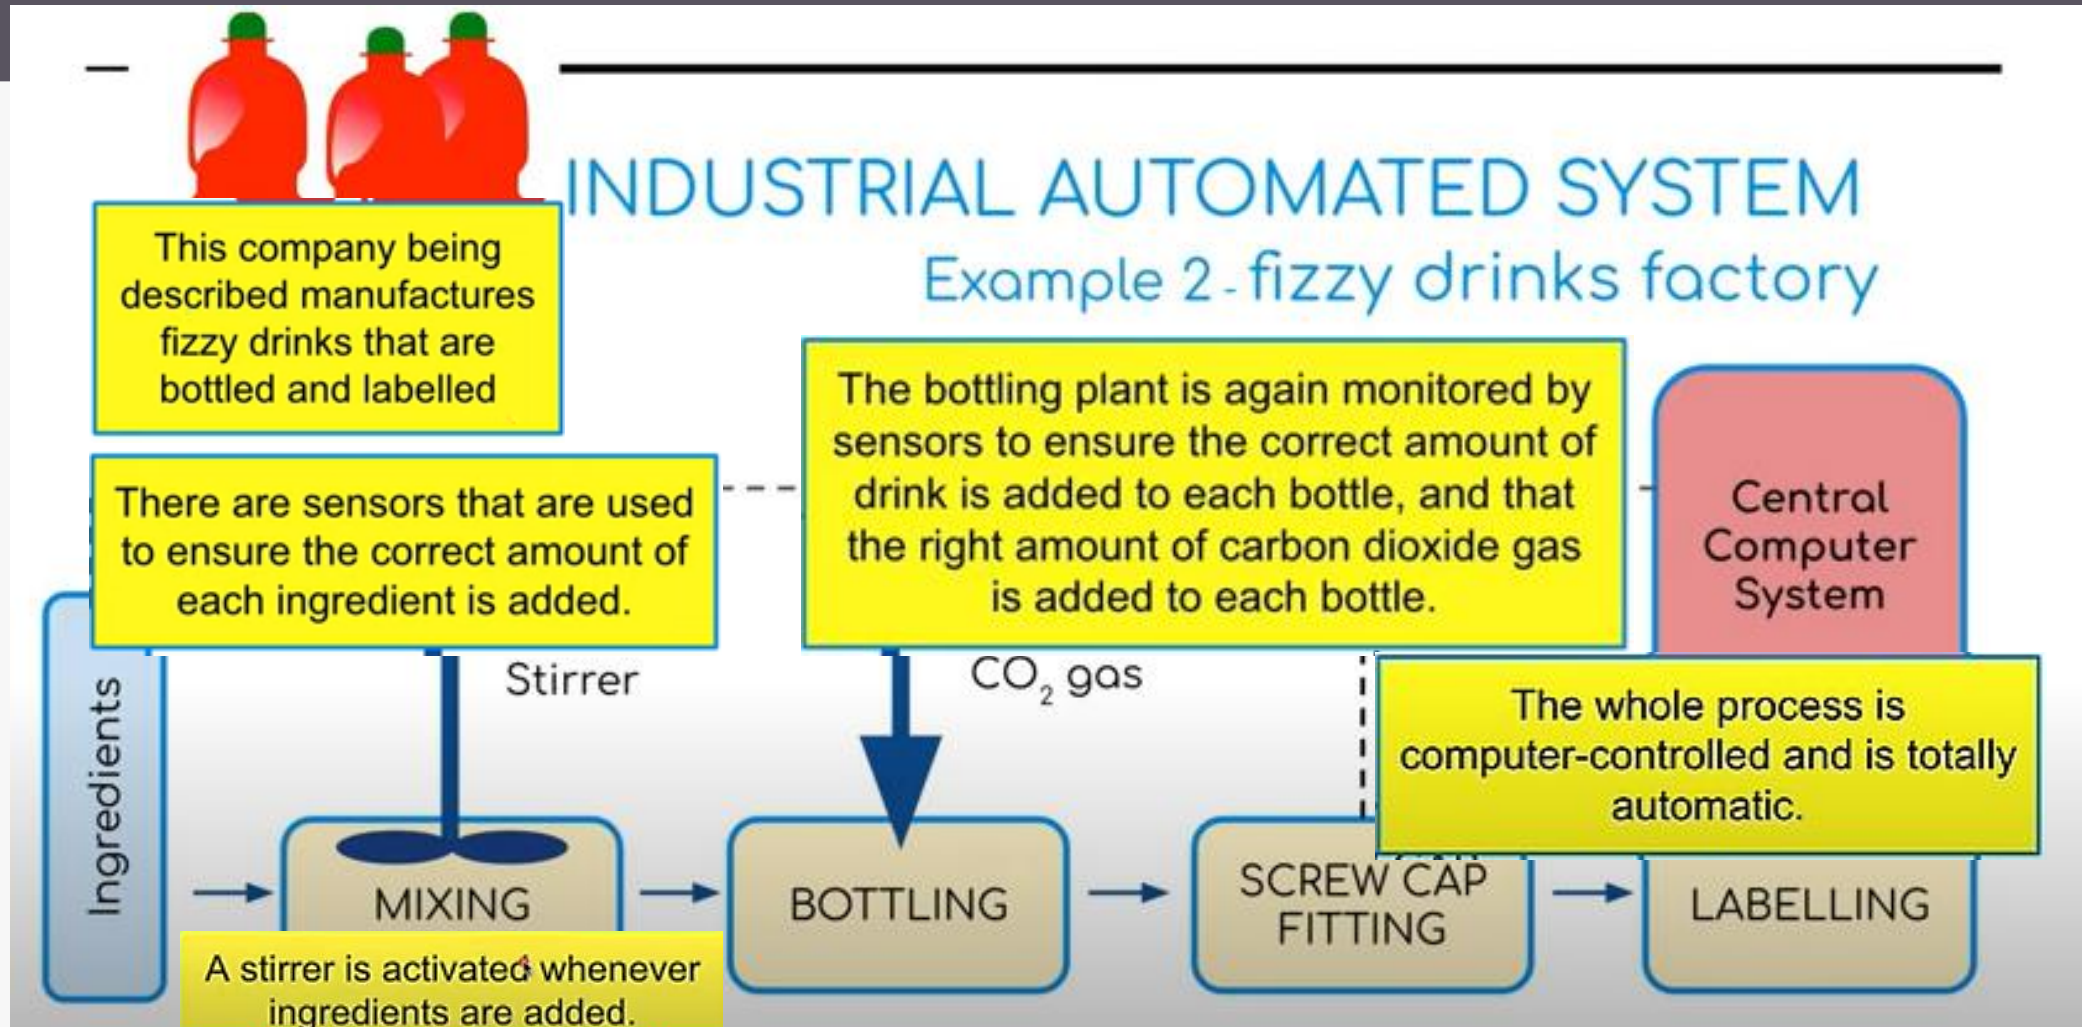 INDUSTRIAL AUTOMATED SYSTEM
Example 2 - fizzy drinks factory
This company being
described manufactures
fizzy drinks that are
bottled and labelled
There are sensors that are used
to ensure the correct amount of
each ingredient is added.
The bottling plant is again monitored by
sensors to ensure the correct amount of
drink is added to each bottle, and that
the right amount of carbon dioxide gas
is added to each bottle.
Central
Computer
System
Stirrer
CO₂ gas
The whole process is
computer-controlled and is totally
automatic.
Ingredients
MIXING
BOTTLING
SCREW CAP
FITTING
LABELLING
A stirrer is activated whenever
ingredients are added.